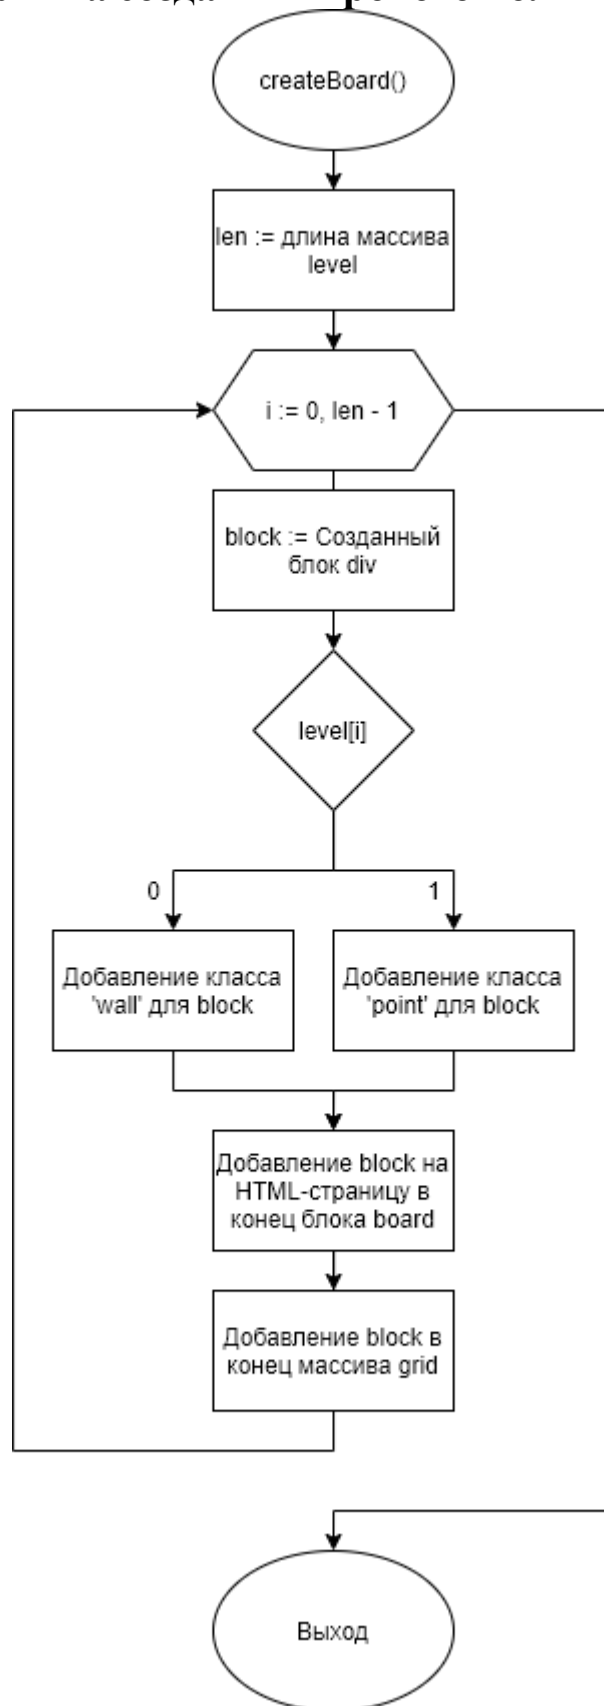 createBoard()
len := длина массива
level
i := 0, len - 1
block := Созданный
блок div
level[i]
0
1
Добавление класса
'wall' для block
Добавление класса
'point' для block
Добавление block на
HTML-страницу в
конец блока board
Добавление block в
конец массива grid
Выход